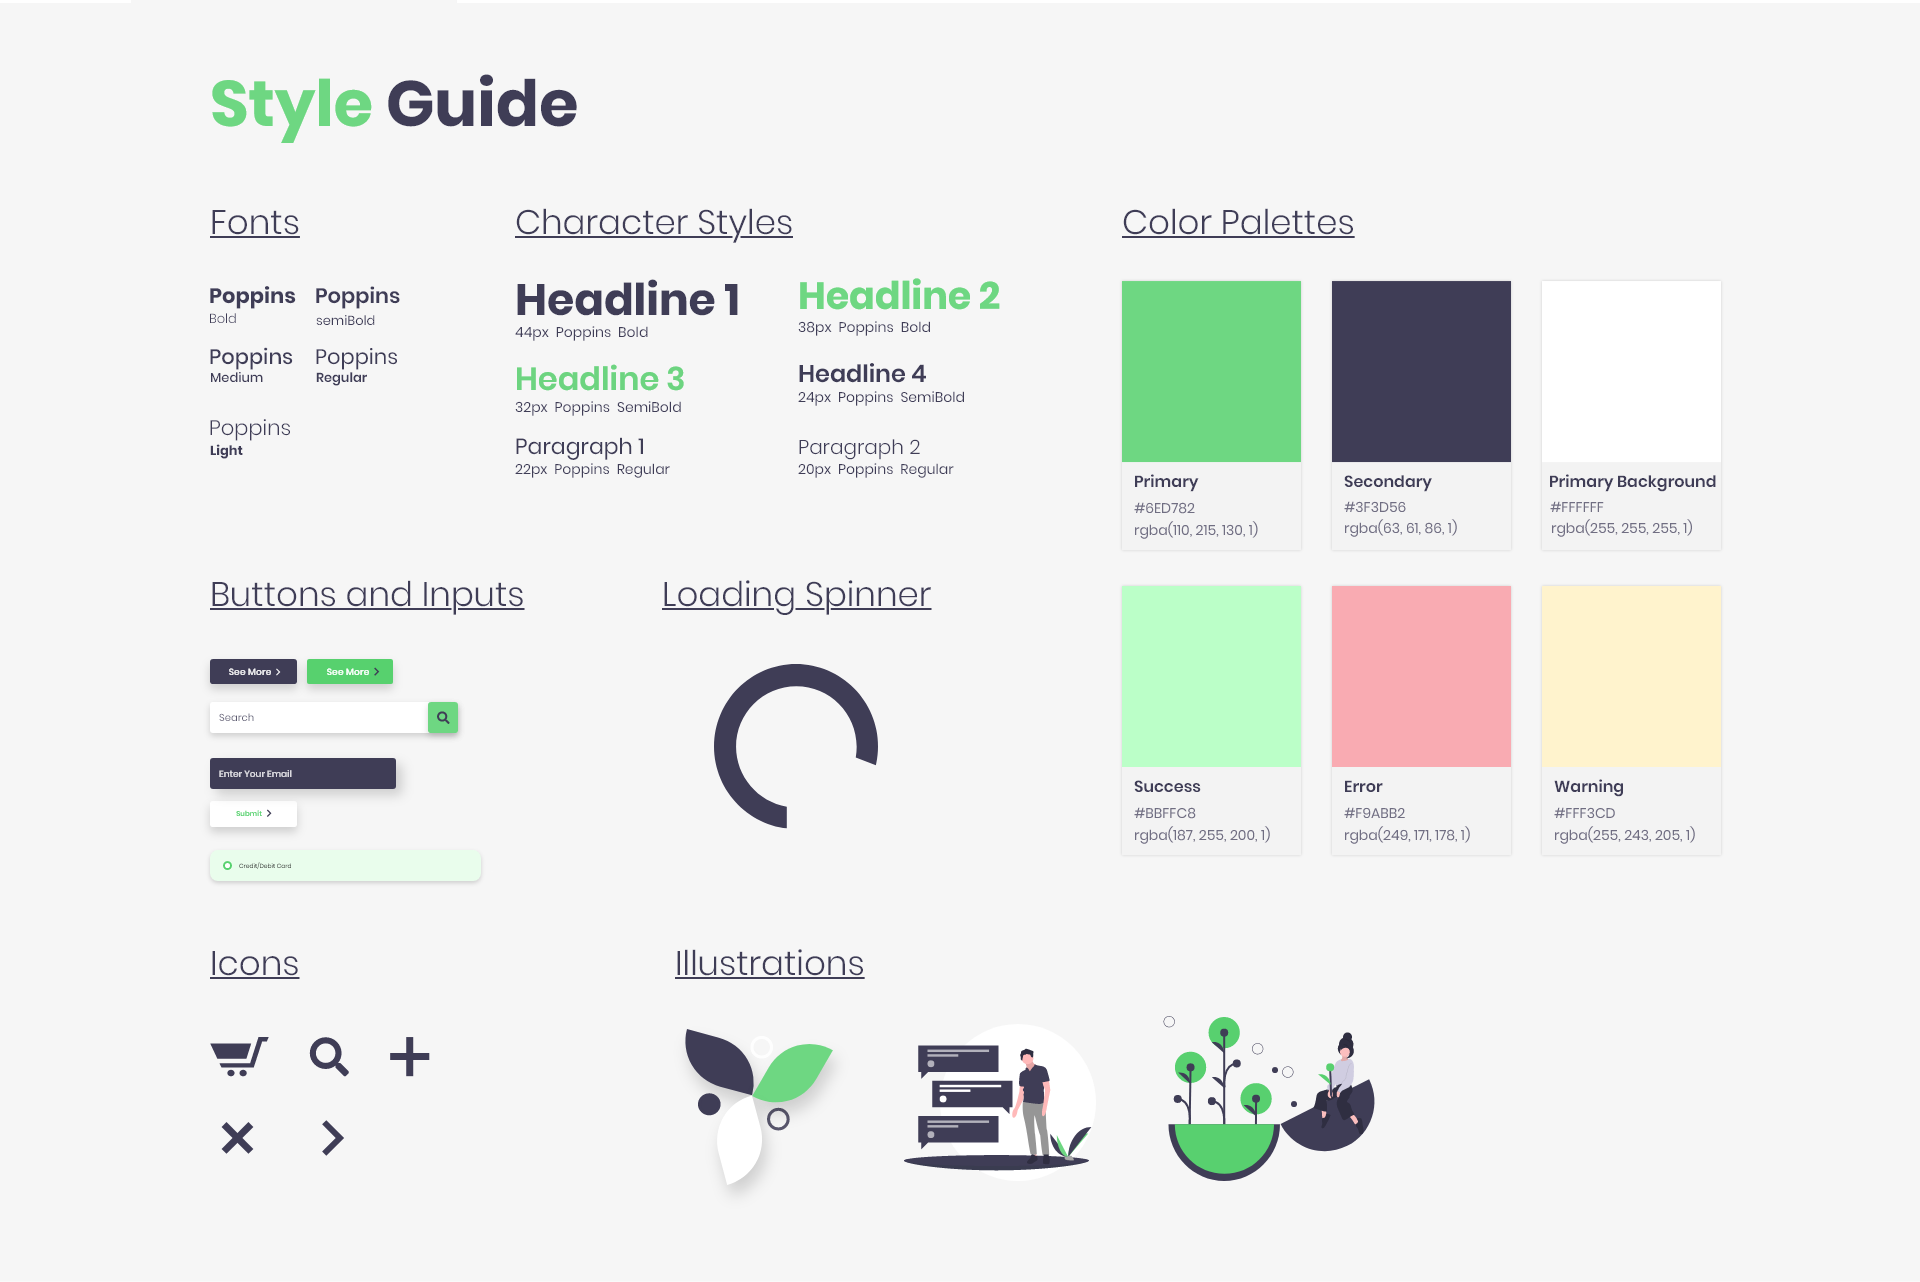 Style Guide
Fonts
Poppins
Bold
Poppins
semiBold
Poppins
Medium
Poppins
Regular
Poppins
Light
Character Styles
Headline 1
44px Poppins Bold
Headline 2
38px Poppins Bold
Headline 3
32px Poppins SemiBold
Headline 4
24px Poppins SemiBold
Paragraph 1
22px Poppins Regular
Paragraph 2
20px Poppins Regular
Color Palettes
Primary
#6ED782
rgba(110, 215, 130, 1)
Secondary
#3F3D56
rgba(63, 61, 86, 1)
Primary Background
#FFFFFF
rgba(255, 255, 255, 1)
Success
#BBFFC8
rgba(187, 255, 200, 1)
Error
#F9ABB2
rgba(249, 171, 178, 1)
Warning
#FFF3CD
rgba(255, 243, 205, 1)
Buttons and Inputs
See More
See More
Search
Enter Your Email
Submit
Credit/Debit Card
Loading Spinner
Icons
Illustrations